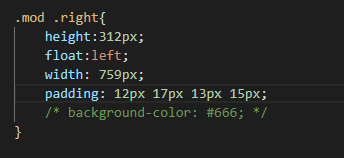 .mod .right{
height:312px;
float:left;
width: 759px;
padding: 12px 17px 13px 15px;
/* background-color: #666; */
}